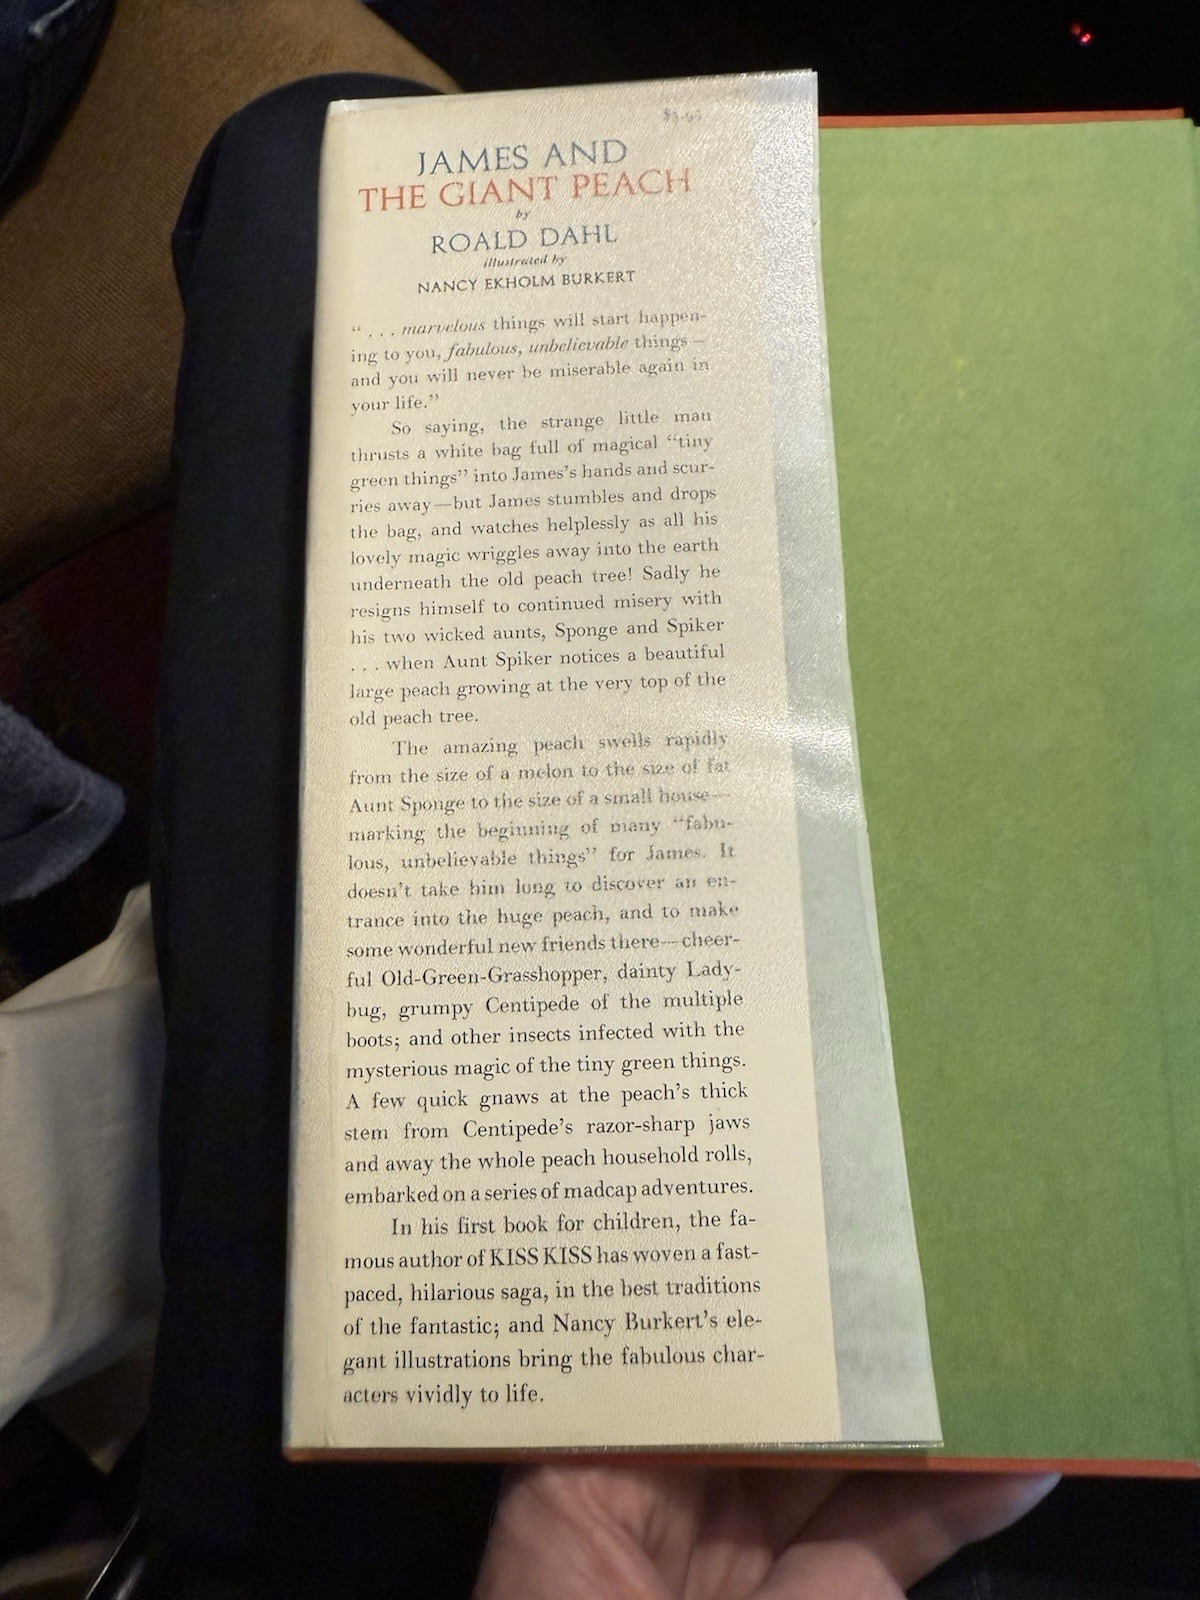 JAMES AND
THE GIANT PEACH
by
ROALD DAHL
illustrated by
NANCY EKHOLM BURKERT
“ . . . marvelous things will start happen-
ing to you, fabulous, unbelievable things –
and you will never be miserable again in
your life.”
So saying, the strange little man
thrusts a white bag full of magical “tiny
green things” into James’s hands and scur-
ries away—but James stumbles and drops
the bag, and watches helplessly as all his
lovely magic wriggles away into the earth
underneath the old peach tree! Sadly he
resigns himself to continued misery with
his two wicked aunts, Sponge and Spiker
. . . when Aunt Spiker notices a beautiful
large peach growing at the very top of the
old peach tree.
The amazing peach swells rapidly
from the size of a melon to the size of fat
Aunt Sponge to the size of a small house—
marking the beginning of many “fabu-
lous, unbelievable things” for James. It
doesn’t take him long to discover an en-
trance into the huge peach, and to make
some wonderful new friends there—cheer-
ful Old-Green-Grasshopper, dainty Lady-
bug, grumpy Centipede of the multiple
boots; and other insects infected with the
mysterious magic of the tiny green things.
A few quick gnaws at the peach’s thick
stem from Centipede’s razor-sharp jaws
and away the whole peach household rolls,
embarked on a series of madcap adventures.
In his first book for children, the fa-
mous author of KISS KISS has woven a fast-
paced, hilarious saga, in the best traditions
of the fantastic; and Nancy Burkert’s ele-
gant illustrations bring the fabulous char-
acters vividly to life.